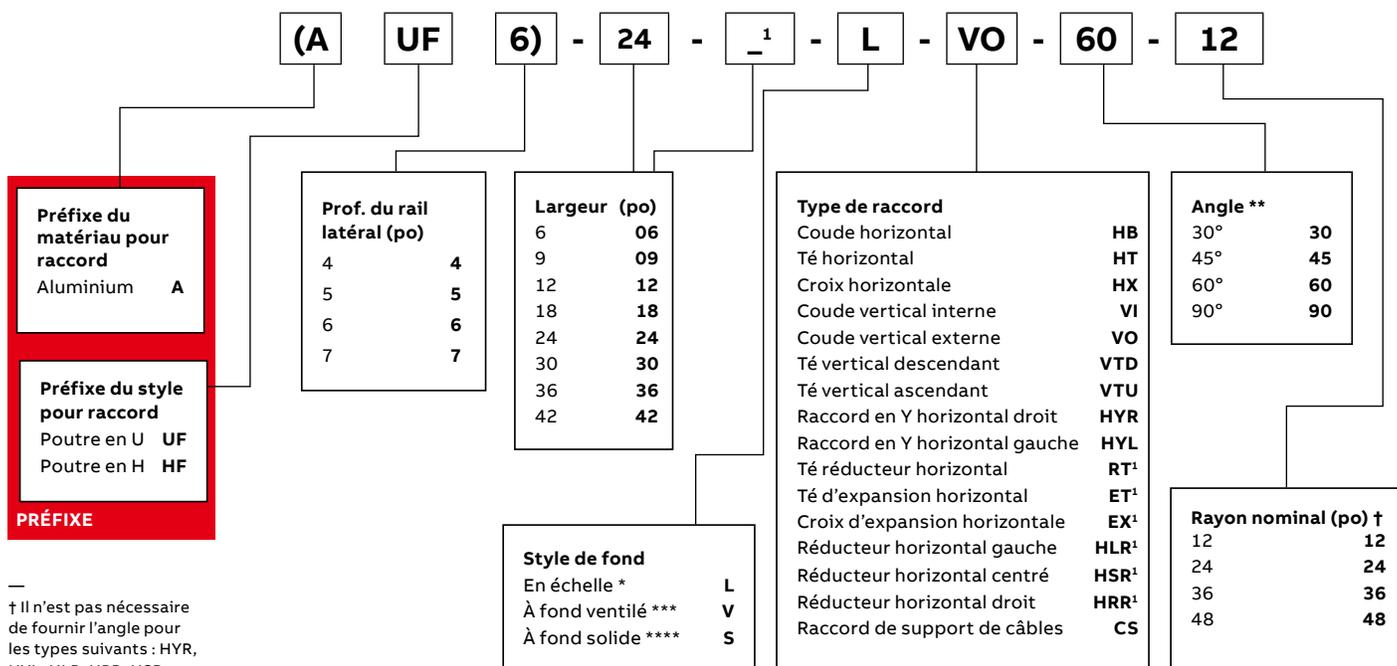 (A UF 6) - 24 - _¹ - L - VO - 60 - 12
Préfixe du
matériau pour
raccord
Aluminium A
Préfixe du style
pour raccord
Poutre en U UF
Poutre en H HF
PRÉFIXE
Prof. du rail
latéral (po)
4 4
5 5
6 6
7 7
Largeur (po)
6 06
9 09
12 12
18 18
24 24
30 30
36 36
42 42
Style de fond
En échelle * L
À fond ventilé *** V
À fond solide **** S
Type de raccord
Coude horizontal HB
Té horizontal HT
Croix horizontale HX
Coude vertical interne VI
Coude vertical externe VO
Té vertical descendant VTD
Té vertical ascendant VTU
Raccord en Y horizontal droit HYR
Raccord en Y horizontal gauche HYL
Té réducteur horizontal RT¹
Té d'expansion horizontal ET¹
Croix d'expansion horizontale EX¹
Réducteur horizontal gauche HLR¹
Réducteur horizontal centré HSR¹
Réducteur horizontal droit HRR¹
Raccord de support de câbles CS
Angle **
30° 30
45° 45
60° 60
90° 90
Rayon nominal (po) †
12 12
24 24
36 36
48 48
—
† Il n'est pas nécessaire
de fournir l'angle pour
les types suivants : HYR,